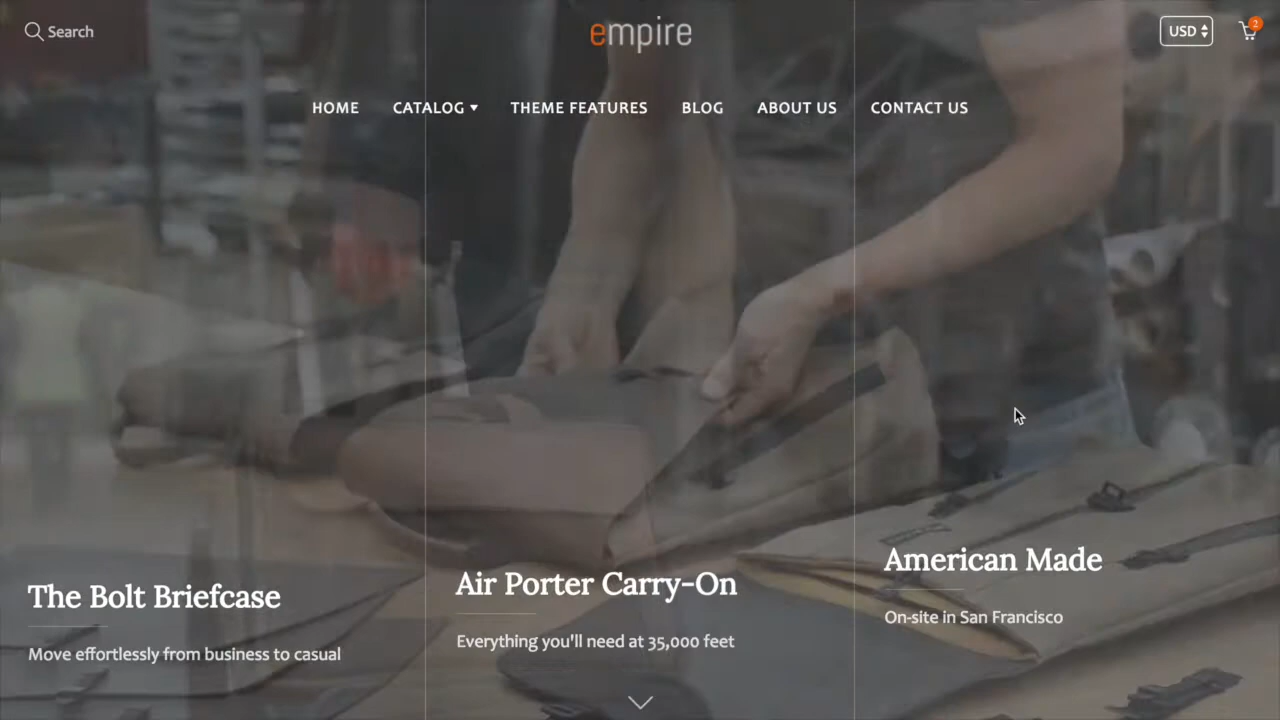 Search
empire
USD
2
HOME
CATALOG
THEME FEATURES
BLOG
ABOUT US
CONTACT US
The Bolt Briefcase
Move effortlessly from business to casual
Air Porter Carry-On
Everything you'll need at 35,000 feet
American Made
On-site in San Francisco